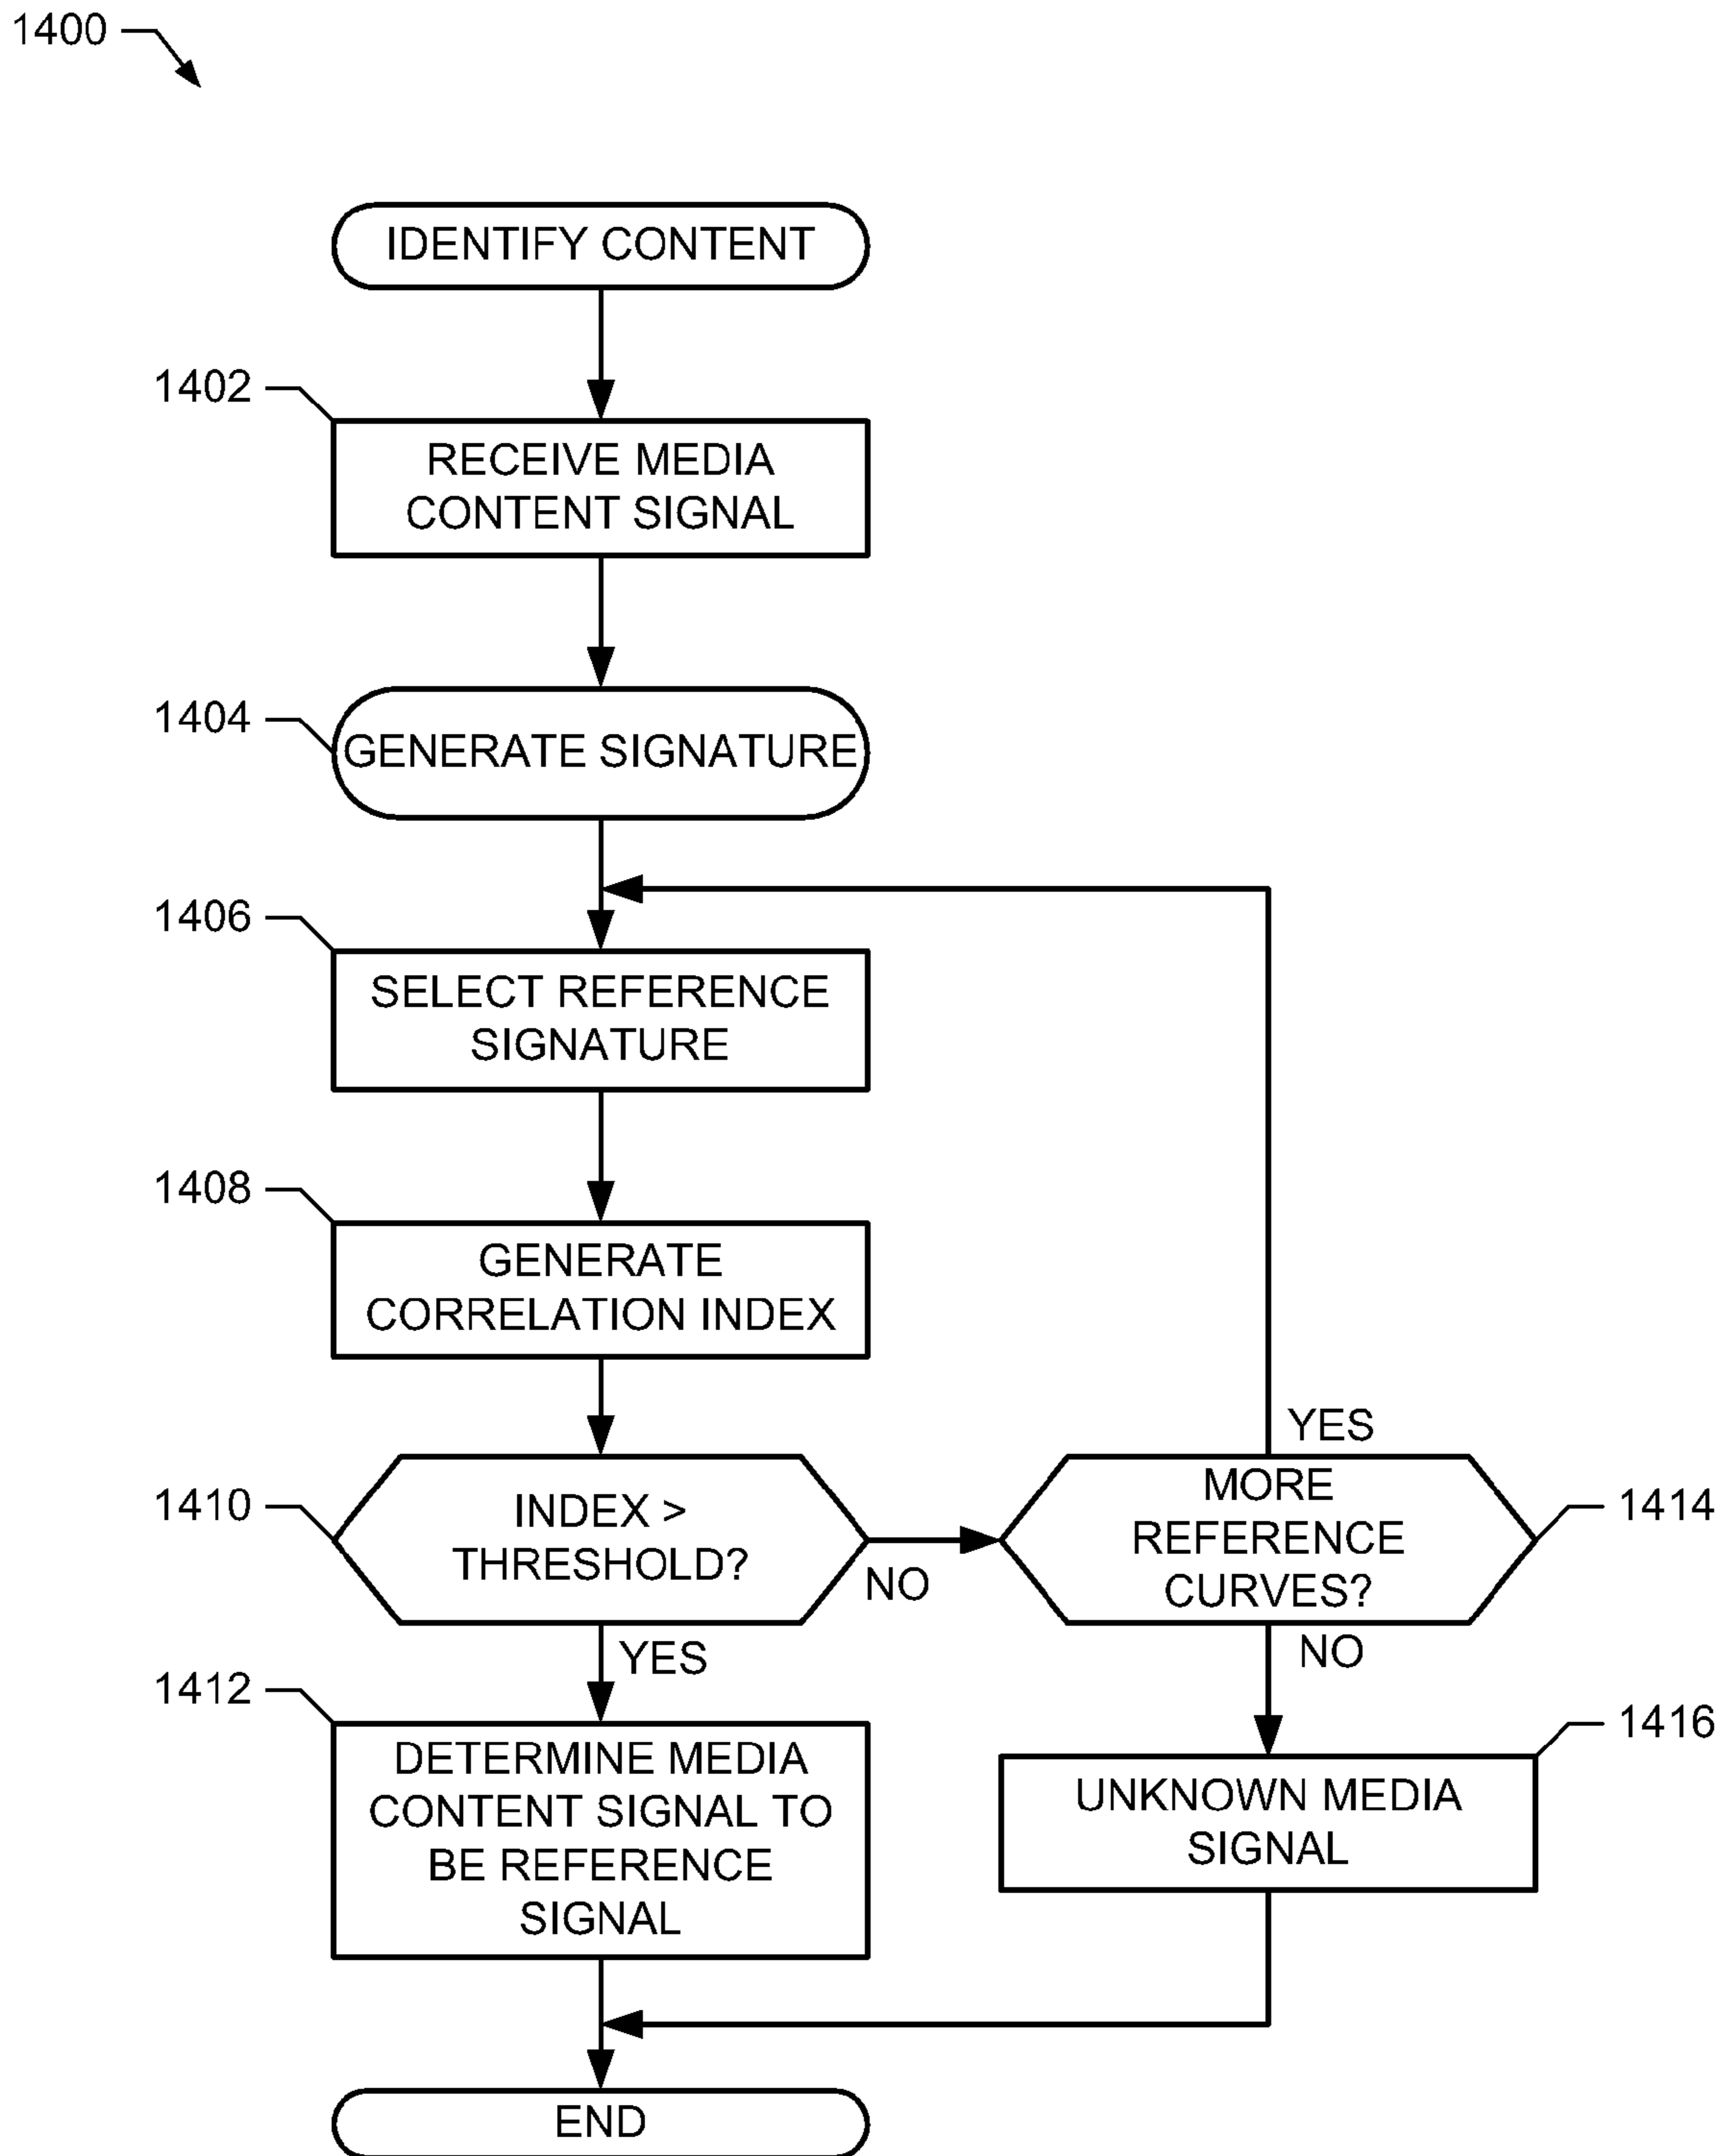 1400
IDENTIFY CONTENT
1402
RECEIVE MEDIA
CONTENT SIGNAL
1404
GENERATE SIGNATURE
1406
SELECT REFERENCE
SIGNATURE
1408
GENERATE
CORRELATION INDEX
1410
INDEX >
THRESHOLD?
NO
YES
MORE
REFERENCE
CURVES?
1414
YES
NO
1412
DETERMINE MEDIA
CONTENT SIGNAL TO
BE REFERENCE
SIGNAL
1416
UNKNOWN MEDIA
SIGNAL
END